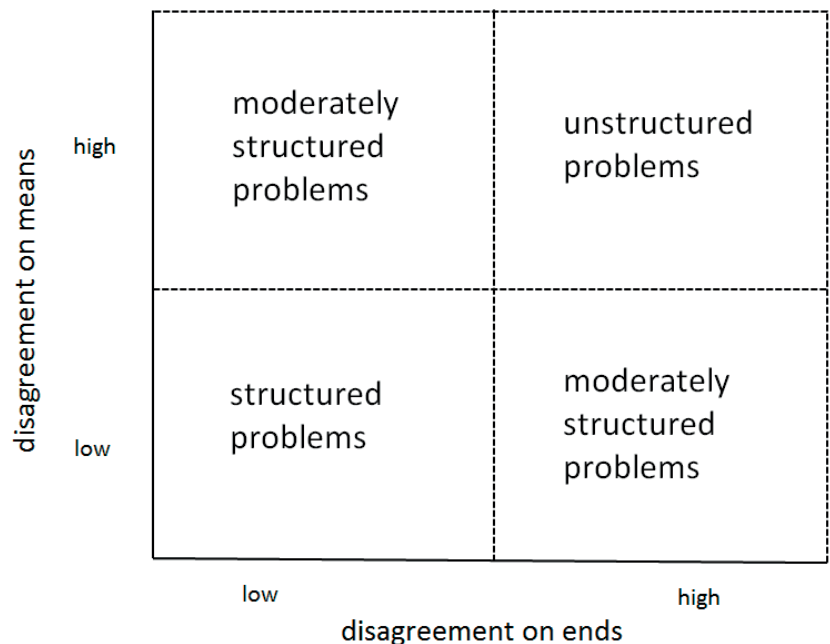 disagreement on means
high
moderately
structured
problems
unstructured
problems
low
structured
problems
moderately
structured
problems
low
high
disagreement on ends